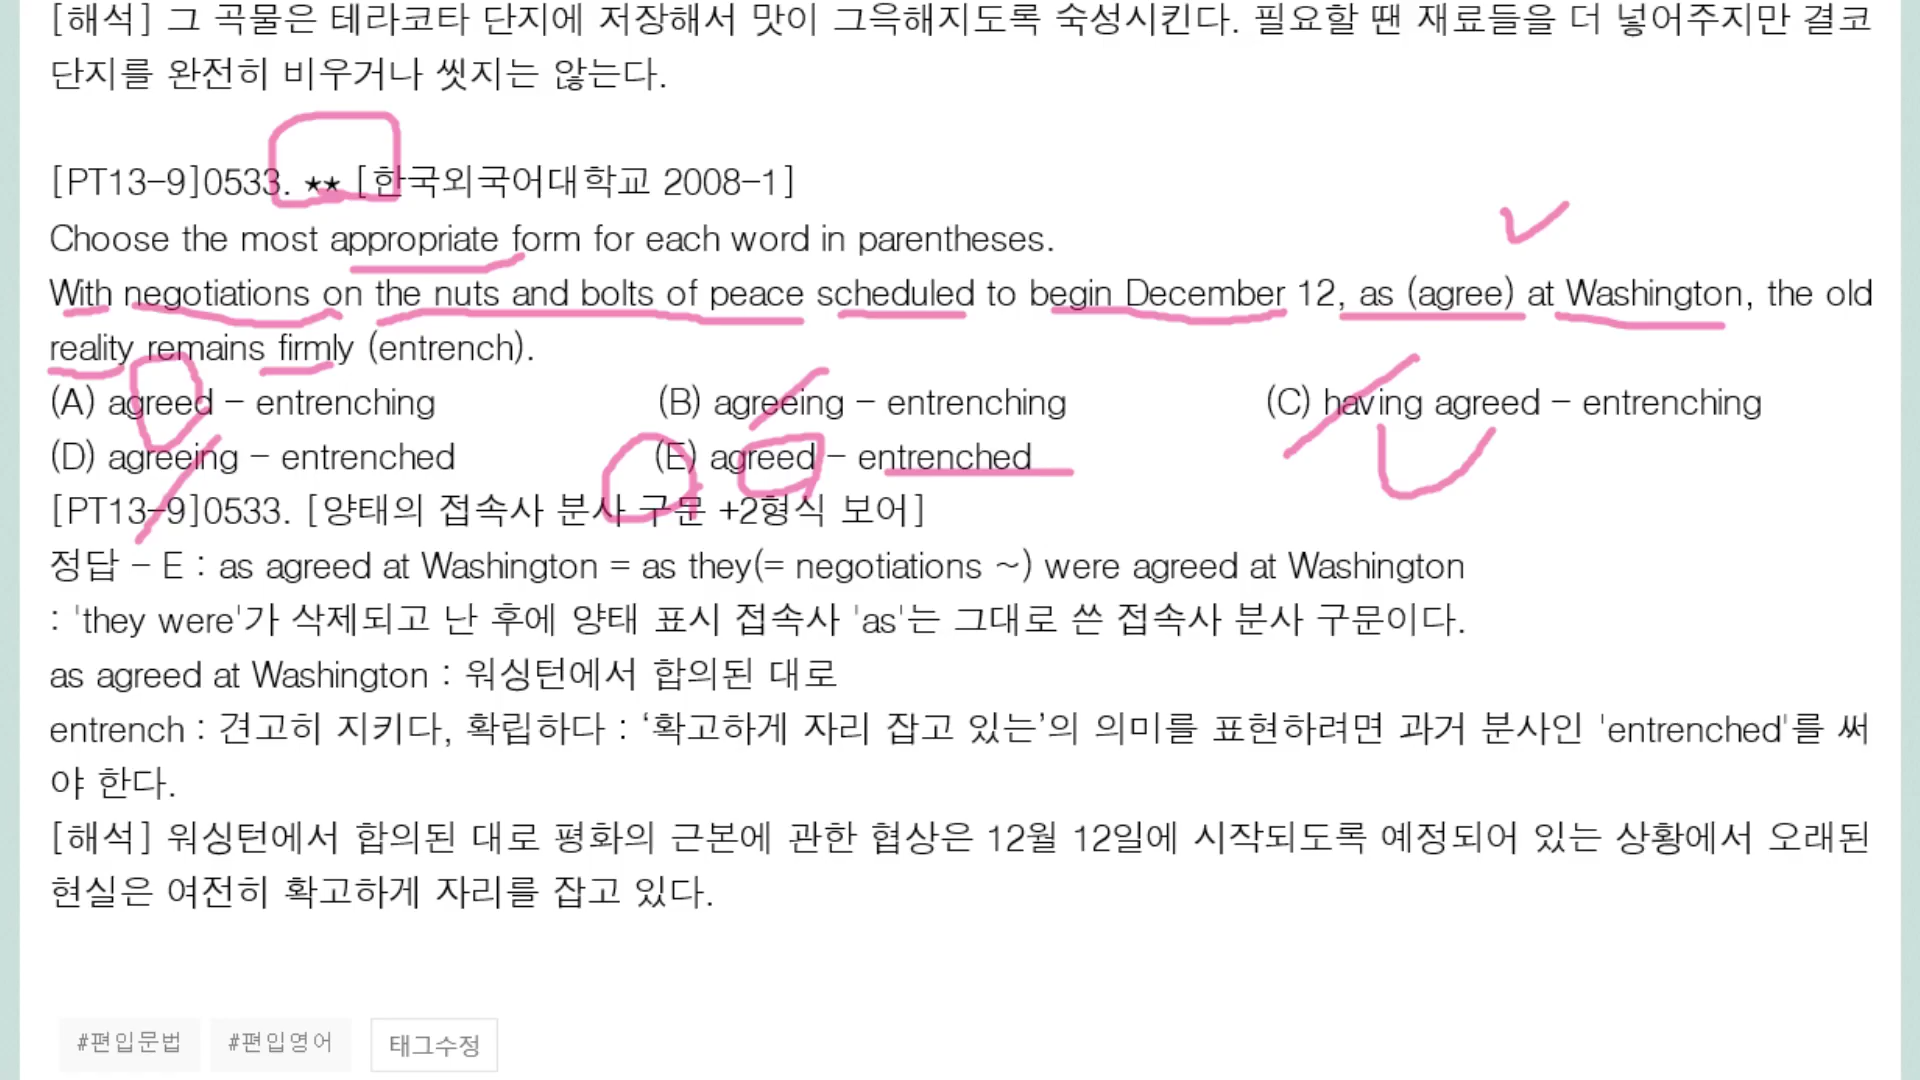 [해석] 그 곡물은 테라코타 단지에 저장해서 맛이 그윽해지도록 숙성시킨다. 필요할 땐 재료들을 더 넣어주지만 결코
단지를 완전히 비우거나 씻지는 않는다.
[PT13-9]0533. ★★ [한국외국어대학교 2008-1]
Choose the most appropriate form for each word in parentheses.
With negotiations on the nuts and bolts of peace scheduled to begin December 12, as (agree) at Washington, the old
reality remains firmly (entrench).
(A) agreed - entrenching (B) agreeing - entrenching (C) having agreed - entrenching
(D) agreeing - entrenched (E) agreed - entrenched
[PT13-9]0533. [양태의 접속사 분사 구문 +2형식 보어]
정답 - E : as agreed at Washington = as they(= negotiations ~) were agreed at Washington
: 'they were'가 삭제되고 난 후에 양태 표시 접속사 'as'는 그대로 쓴 접속사 분사 구문이다.
as agreed at Washington : 워싱턴에서 합의된 대로
entrench : 견고히 지키다, 확립하다 : ‘확고하게 자리 잡고 있는’의 의미를 표현하려면 과거 분사인 'entrenched'를 써
야 한다.
[해석] 워싱턴에서 합의된 대로 평화의 근본에 관한 협상은 12월 12일에 시작되도록 예정되어 있는 상황에서 오래된
현실은 여전히 확고하게 자리를 잡고 있다.
#편입문법 #편입영어 태그수정